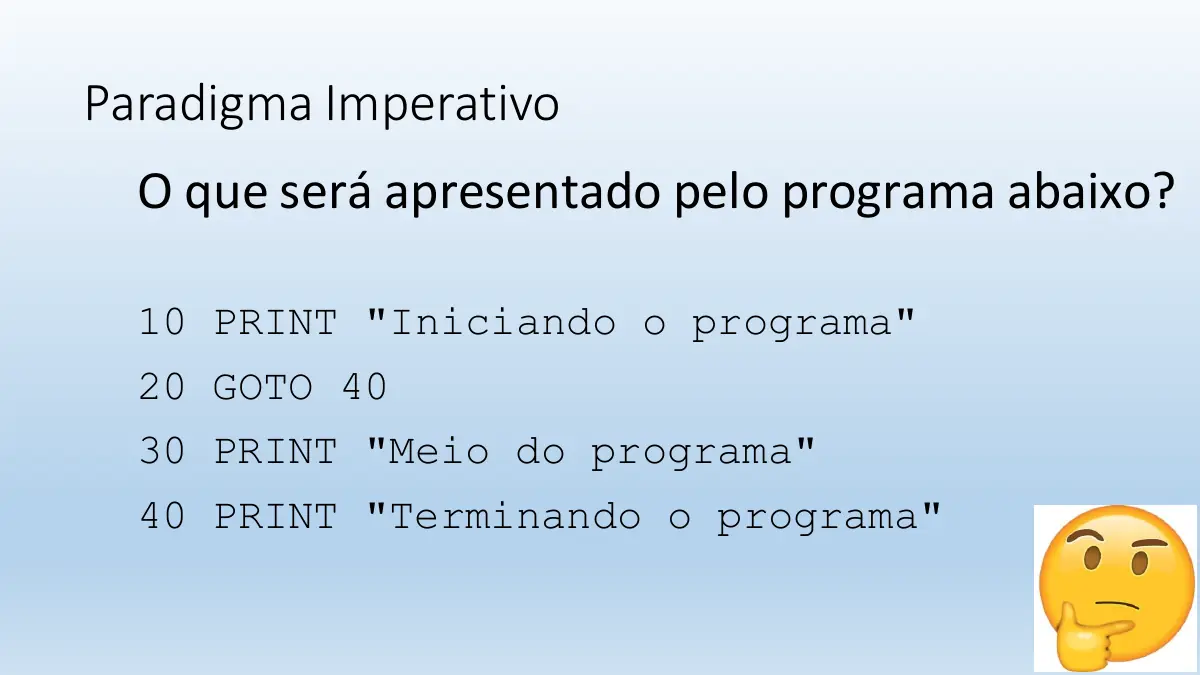 Paradigma Imperativo
O que será apresentado pelo programa abaixo?
10 PRINT "Iniciando o programa"
20 GOTO 40
30 PRINT "Meio do programa"
40 PRINT "Terminando o programa"